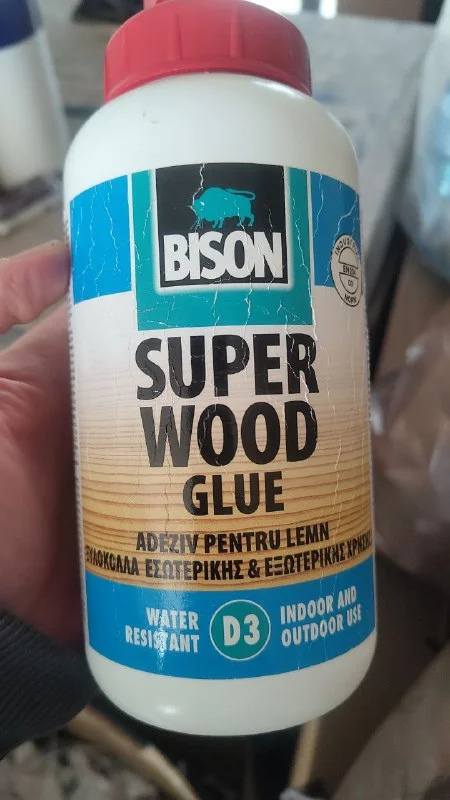 BISON
SUPER
WOOD
GLUE
ADEZIV PENTRU LEMN
ΞΥΛΟΚΟΛΛΑ ΕΣΩΤΕΡΙΚΗΣ & ΕΞΩΤΕΡΙΚΗΣ ΧΡΗΣΗΣ
WATER
RESISTANT
D3
INDOOR AND
OUTDOOR USE